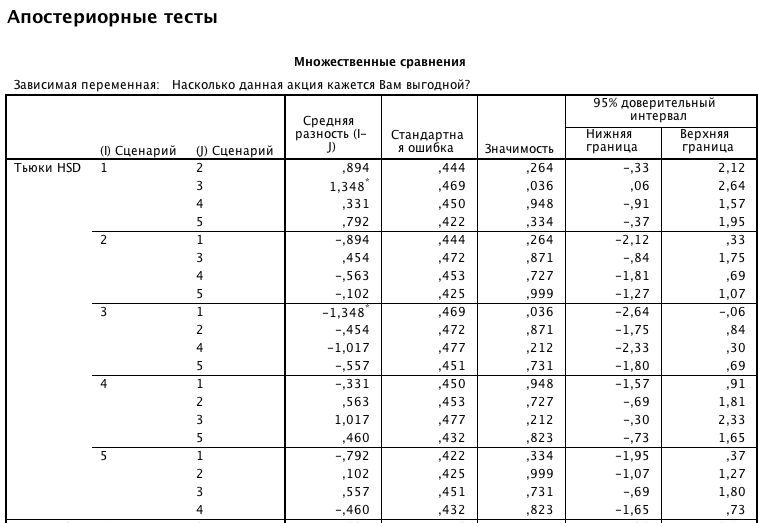 Апостериорные тесты
Множественные сравнения
Зависимая переменная: Насколько данная акция кажется Вам выгодной?
(I) Сценарий (J) Сценарий Средняя разность (I–J) Стандартная ошибка Значимость 95% доверительный интервал
Нижняя граница Верхняя граница
Тьюки HSD 1 2 ,894 ,444 ,264 –,33 2,12
3 1,348* ,469 ,036 ,06 2,64
4 ,331 ,450 ,948 –,91 1,57
5 ,792 ,422 ,334 –,37 1,95
2 1 –,894 ,444 ,264 –2,12 ,33
3 ,454 ,472 ,871 –,84 1,75
4 –,563 ,453 ,727 –1,81 ,69
5 –,102 ,425 ,999 –1,27 1,07
3 1 –1,348* ,469 ,036 –2,64 –,06
2 –,454 ,472 ,871 –1,75 ,84
4 –1,017 ,477 ,212 –2,33 ,30
5 –,557 ,451 ,731 –1,80 ,69
4 1 –,331 ,450 ,948 –1,57 ,91
2 ,563 ,453 ,727 –,69 1,81
3 1,017 ,477 ,212 –,30 2,33
5 ,460 ,432 ,823 –,73 1,65
5 1 –,792 ,422 ,334 –1,95 ,37
2 ,102 ,425 ,999 –1,07 1,27
3 ,557 ,451 ,731 –,69 1,80
4 –,460 ,432 ,823 –1,65 ,73